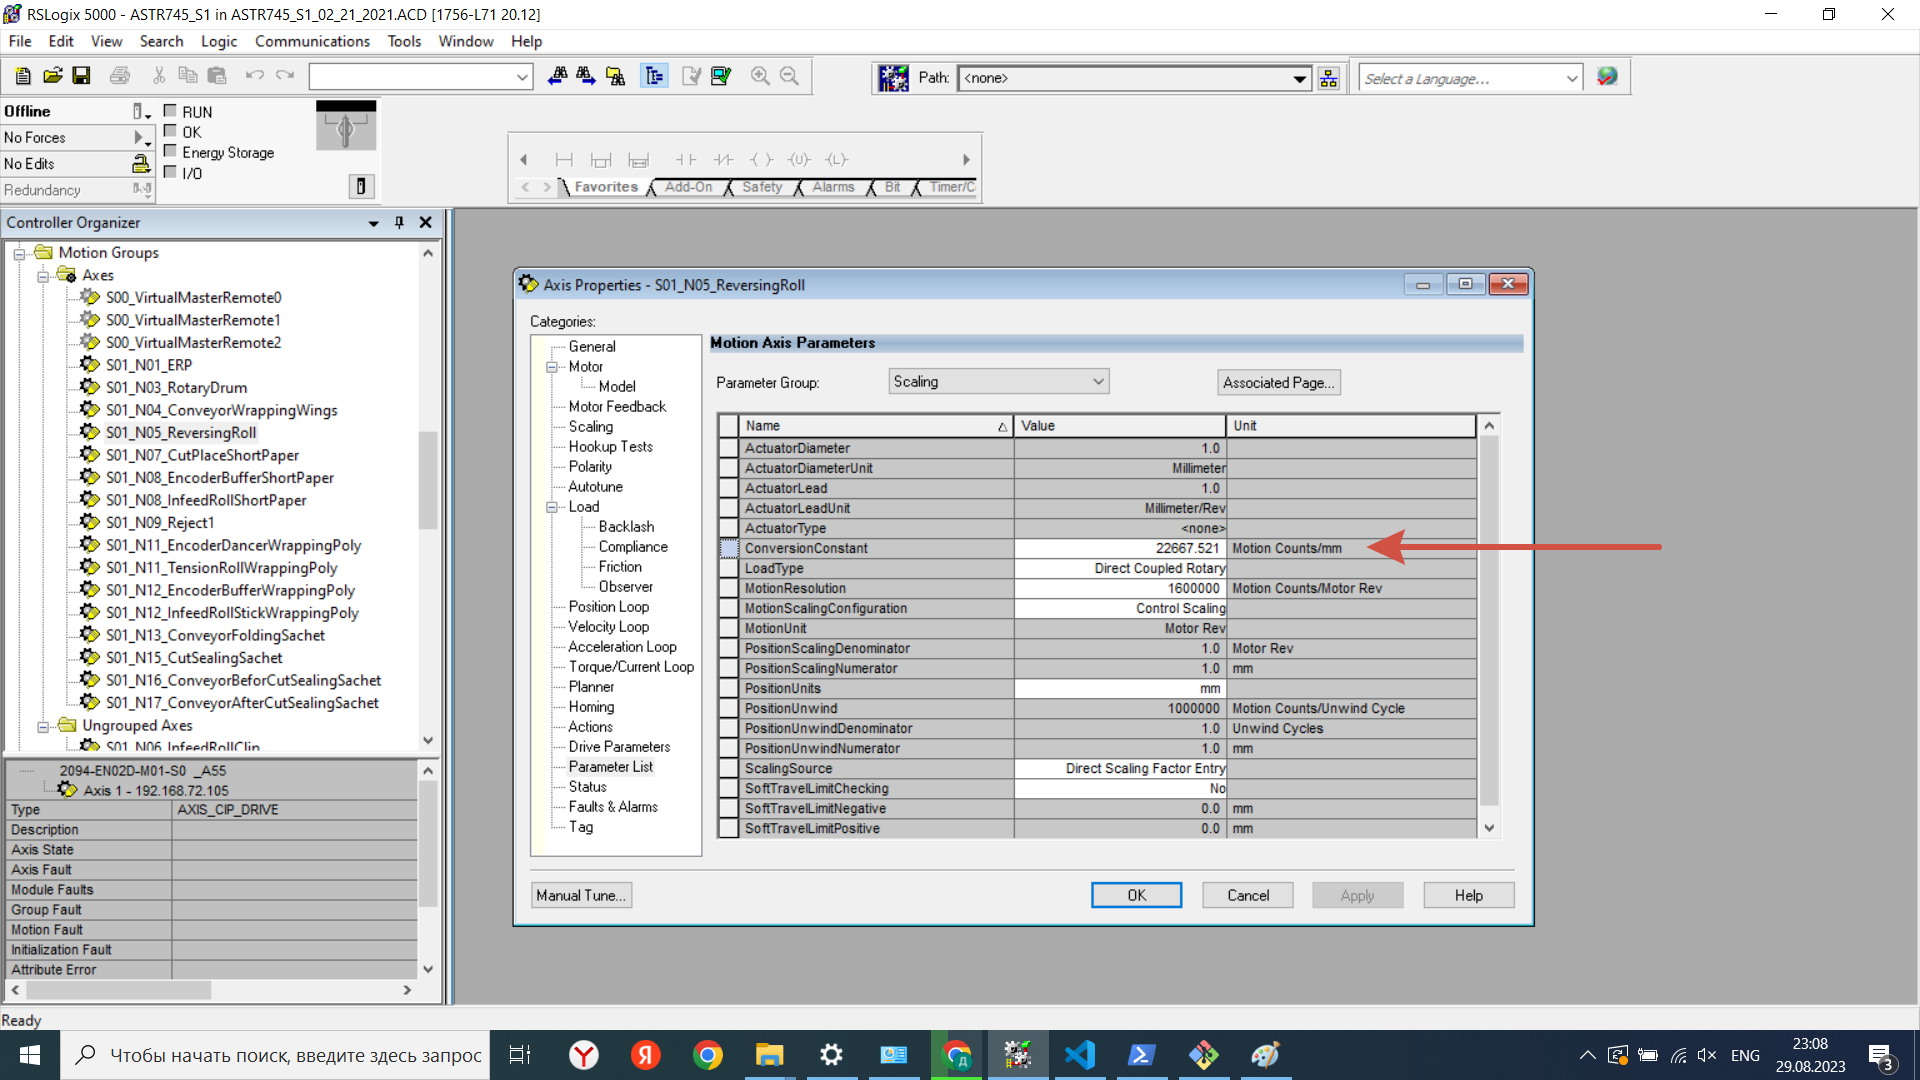 RSLogix 5000 - ASTR745_S1 in ASTR745_S1_02_21_2021.ACD [1756-L71 20.12]
File Edit View Search Logic Communications Tools Window Help
Path: <none>
Select a Language...
Offline
RUN
No Forces
OK
No Edits
Energy Storage
Redundancy
I/O
Favorites Add-On Safety Alarms Bit Timer/C
Controller Organizer
Motion Groups
Axes
S00_VirtualMasterRemote0
S00_VirtualMasterRemote1
S00_VirtualMasterRemote2
S01_N01_ERP
S01_N03_RotaryDrum
S01_N04_ConveyorWrappingWings
S01_N05_ReversingRoll
S01_N07_CutPlaceShortPaper
S01_N08_EncoderBufferShortPaper
S01_N08_InfeedRollShortPaper
S01_N09_Reject1
S01_N11_EncoderDancerWrappingPoly
S01_N11_TensionRollWrappingPoly
S01_N12_EncoderBufferWrappingPoly
S01_N12_InfeedRollStickWrappingPoly
S01_N13_ConveyorFoldingSachet
S01_N15_CutSealingSachet
S01_N16_ConveyorBeforCutSealingSachet
S01_N17_ConveyorAfterCutSealingSachet
Ungrouped Axes
S01_N06_InfeedRollClip
2094-EN02D-M01-S0 _A55
Axis 1 - 192.168.72.105
Type AXIS_CIP_DRIVE
Description
Axis State
Axis Fault
Module Faults
Group Fault
Motion Fault
Initialization Fault
Attribute Error
Axis Properties - S01_N05_ReversingRoll
Categories:
General
Motor
Model
Motor Feedback
Scaling
Hookup Tests
Polarity
Autotune
Load
Backlash
Compliance
Friction
Observer
Position Loop
Velocity Loop
Acceleration Loop
Torque/Current Loop
Planner
Homing
Actions
Drive Parameters
Parameter List
Status
Faults & Alarms
Tag
Motion Axis Parameters
Parameter Group: Scaling Associated Page...
Name Value Unit
ActuatorDiameter 1.0
ActuatorDiameterUnit Millimeter
ActuatorLead 1.0
ActuatorLeadUnit Millimeter/Rev
ActuatorType <none>
ConversionConstant 22667.521 Motion Counts/mm
LoadType Direct Coupled Rotary
MotionResolution 1600000 Motion Counts/Motor Rev
MotionScalingConfiguration Control Scaling
MotionUnit Motor Rev
PositionScalingDenominator 1.0 Motor Rev
PositionScalingNumerator 1.0 mm
PositionUnits mm
PositionUnwind 1000000 Motion Counts/Unwind Cycle
PositionUnwindDenominator 1.0 Unwind Cycles
PositionUnwindNumerator 1.0 mm
ScalingSource Direct Scaling Factor Entry
SoftTravelLimitChecking No
SoftTravelLimitNegative 0.0 mm
SoftTravelLimitPositive 0.0 mm
Manual Tune... OK Cancel Apply Help
Ready
Чтобы начать поиск, введите здесь запрос
ENG
23:08
29.08.2023
3